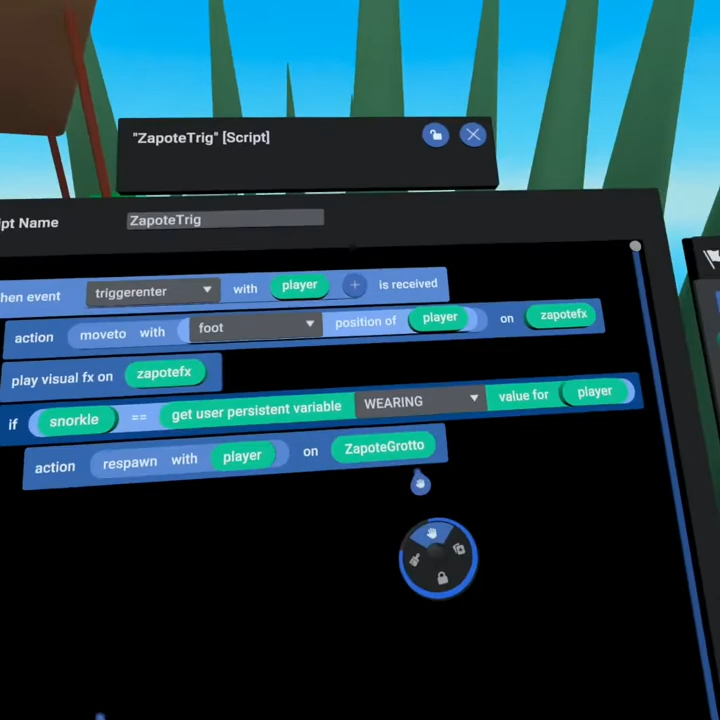 "ZapoteTrig" [Script]
ipt Name ZapoteTrig
hen event triggerenter with player + is received
action moveto with foot position of player on zapotefx
play visual fx on zapotefx
if snorkle == get user persistent variable WEARING value for player
action respawn with player on ZapoteGrotto